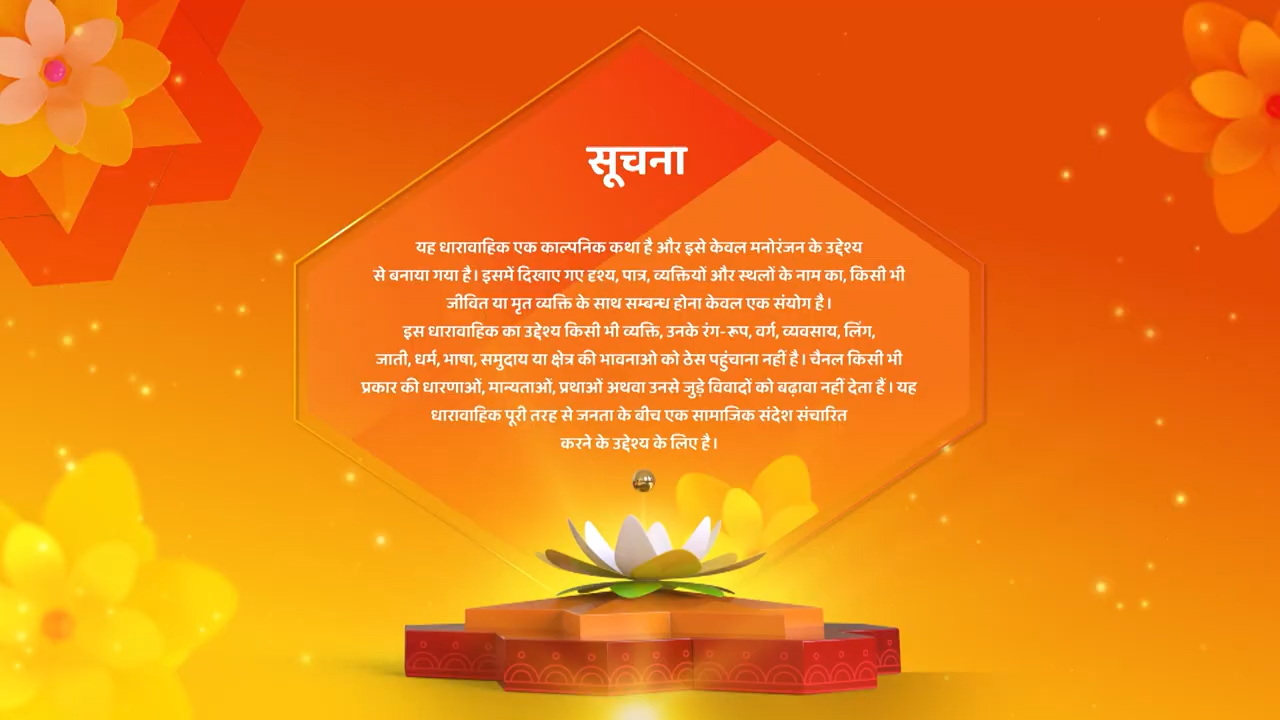 सूचना
यह धारावाहिक एक काल्पनिक कथा है और इसे केवल मनोरंजन के उद्देश्य
से बनाया गया है। इसमें दिखाए गए दृश्य, पात्र, व्यक्तियों और स्थलों के नाम का, किसी भी
जीवित या मृत व्यक्ति के साथ सम्बन्ध होना केवल एक संयोग है।
इस धारावाहिक का उद्देश्य किसी भी व्यक्ति, उनके रंग-रूप, वर्ग, व्यवसाय, लिंग,
जाती, धर्म, भाषा, समुदाय या क्षेत्र की भावनाओ को ठेस पहुंचाना नहीं है। चैनल किसी भी
प्रकार की धारणाओं, मान्यताओं, प्रथाओं अथवा उनसे जुड़े विवादों को बढ़ावा नहीं देता हैं। यह
धारावाहिक पूरी तरह से जनता के बीच एक सामाजिक संदेश संचारित
करने के उद्देश्य के लिए है।